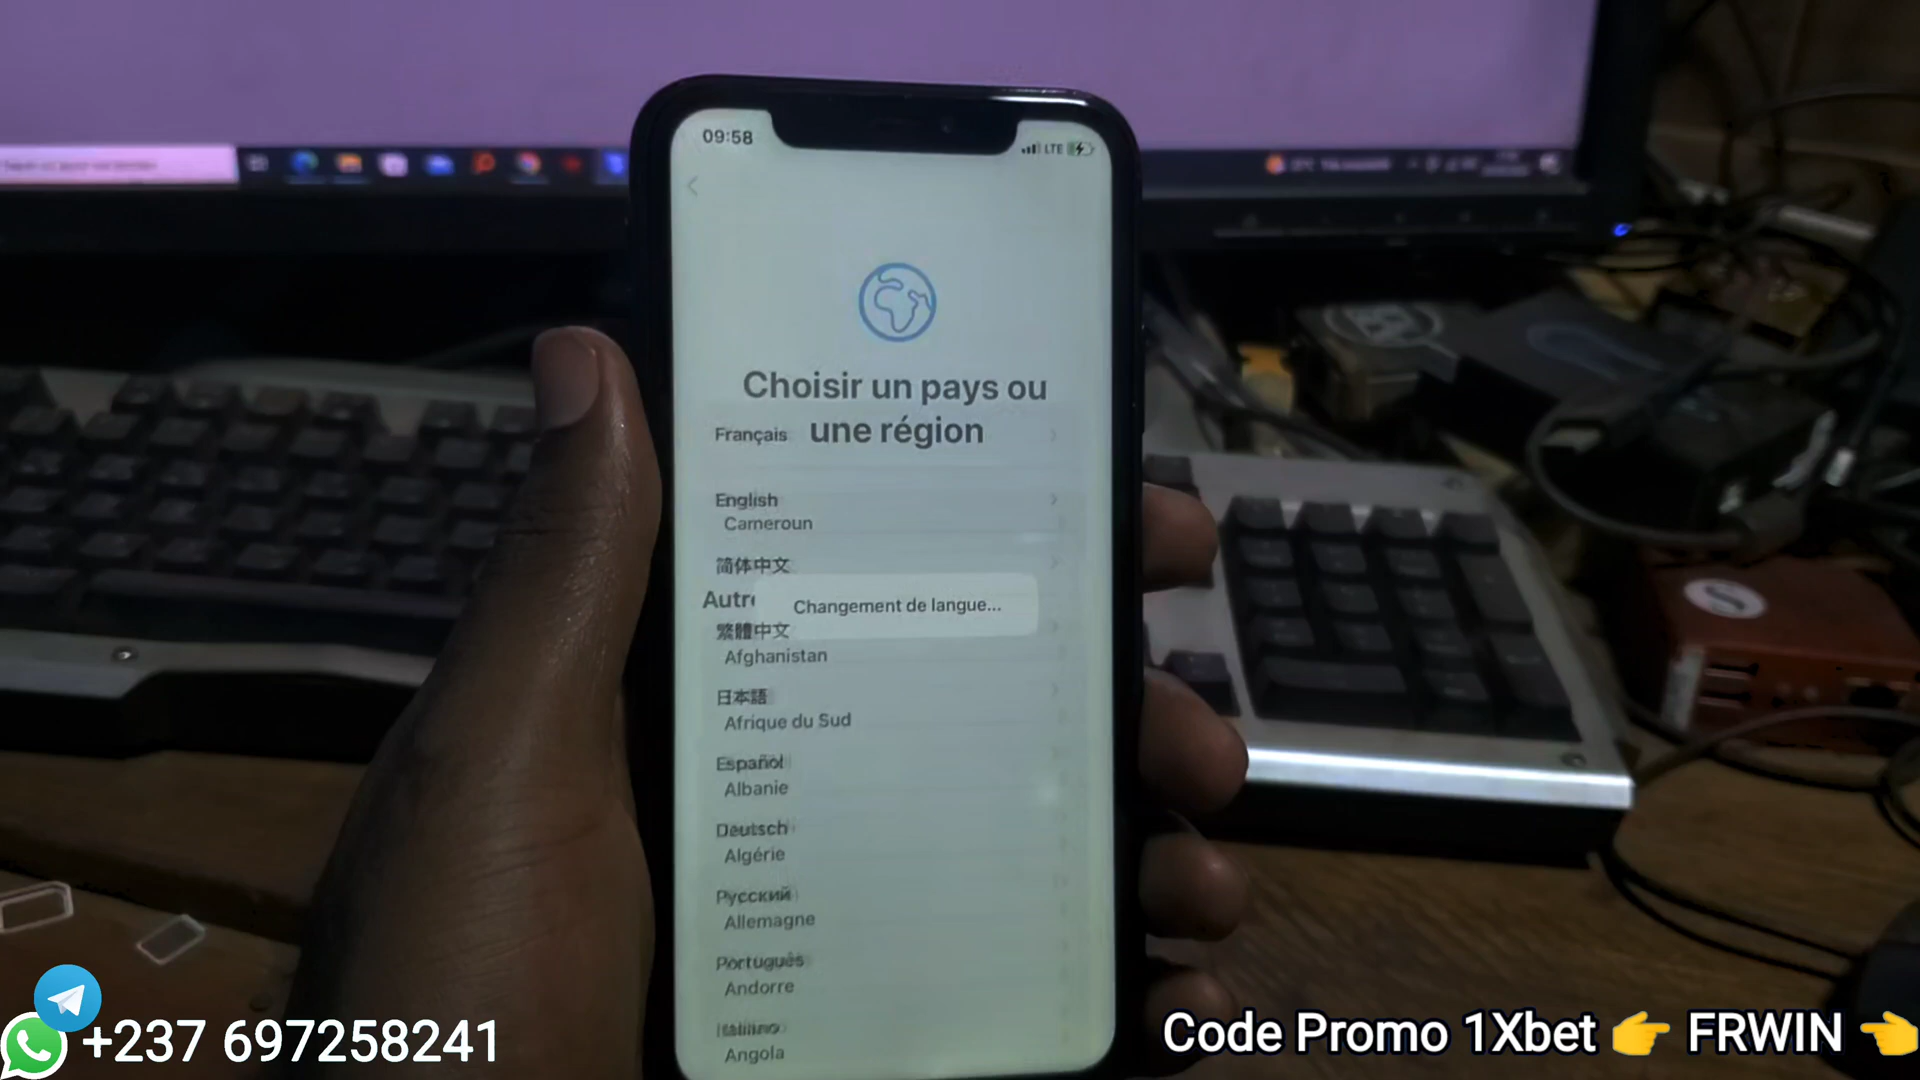 09:58
LTE
Choisir un pays ou
une région
Français
English
Cameroun
简体中文
Autre
Changement de langue...
繁體中文
Afghanistan
日本語
Afrique du Sud
Español
Albanie
Deutsch
Algérie
Русский
Allemagne
Português
Andorre
Italiano
Angola
+237 697258241
Code Promo 1Xbet 👉 FRWIN 👈